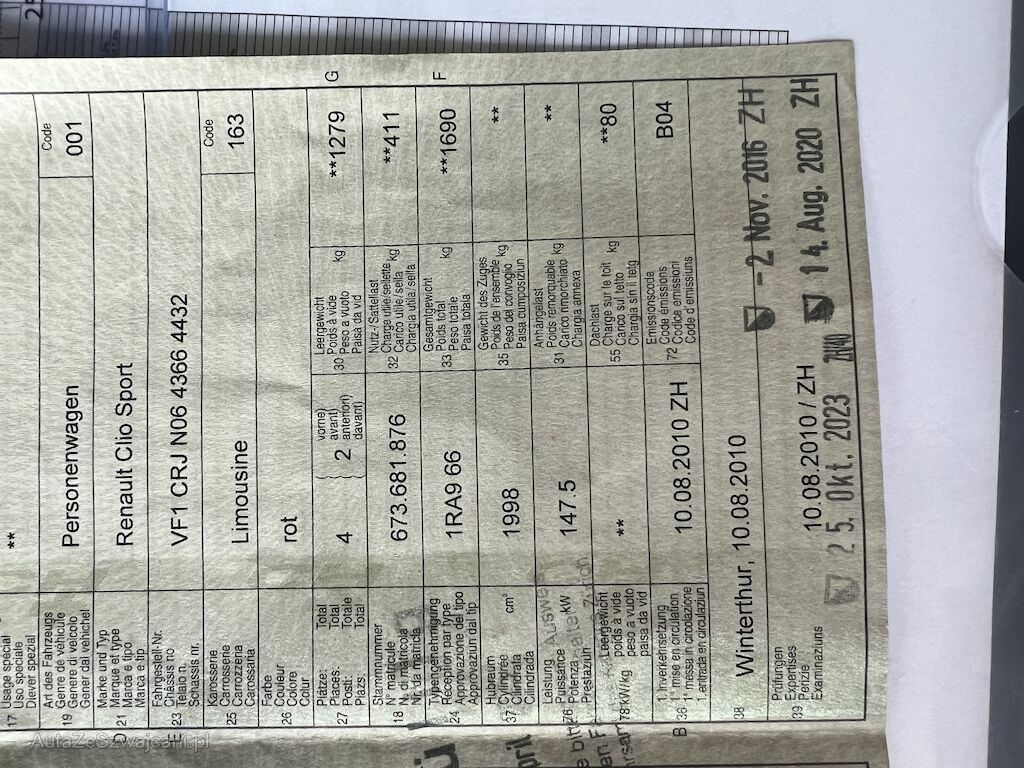 17 Usage spécial
Uso speciale
Diever spezial
**
19 Art des Fahrzeugs
Genre de véhicule
Genere di veicolo
Gener dal vehichel
Personenwagen
Code
001
D 21 Marke und Typ
Marque et type
Marca e tipo
Marca e tip
Renault Clio Sport
E 23 Fahrgestell-Nr.
Châssis no
Telaio n.
Schassis nr.
VF1 CRJ N06 4366 4432
25 Karosserie
Carrosserie
Carrozzeria
Carossaria
Limousine
Code
163
26 Farbe
Couleur
Colore
Colur
rot
27 Plätze: Total
Places: Total
Posti: Totale
Plazs: Total
4
vorne)
avant)
anteriori)
davant)
2
30 Leergewicht
Poids à vide
Peso a vuoto
Paisa da vid
kg
**1279
G
18 Stammnummer
N° matricule
N. di matricola
Nr. da matricla
673.681.876
32 Nutz-/Sattellast
Charge utile/sellette
Carico utile/sella
Chargia utila/sella
kg
**411
24 Typengenehmigung
Réception par type
Approvazione del tipo
Approvaziun dal tip
1RA9 66
33 Gesamtgewicht
Poids total
Peso totale
Paisa totala
kg
**1690
F
37 Hubraum
Cylindrée
Cilindrata
Cilindrada
cm³
1998
35 Gewicht des Zuges
Poids de l'ensemble
Peso del convoglio
Paisa cumposiziun
kg
**
76 Leistung
Puissance
Potenza
Prestaziun
kW
147.5
31 Anhängelast
Poids remorquable
Carico rimorchiato
Chargia annexa
kg
**
78 kW/kg
Leergewicht
poids à vide
peso a vuoto
paisa da vid
**
55 Dachlast
Charge sur le toit
Carico sul tetto
Chargia sin il tetg
kg
**80
B 36 1. Inverkehrsetzung
1re mise en circulation
1a messa in circolazione
1. entrada en circulaziun
10.08.2010 ZH
72 Emissionscode
Code émissions
Codice emissioni
Code d'emissiuns
B04
38 Winterthur, 10.08.2010
- 2 Nov. 2016 ZH
39 Prüfungen
Expertises
Perizie
Examinaziuns
10.08.2010 / ZH
14. Aug. 2020 ZH
25. Okt. 2023 ZH40
AutaZeSzwajcarii.pl